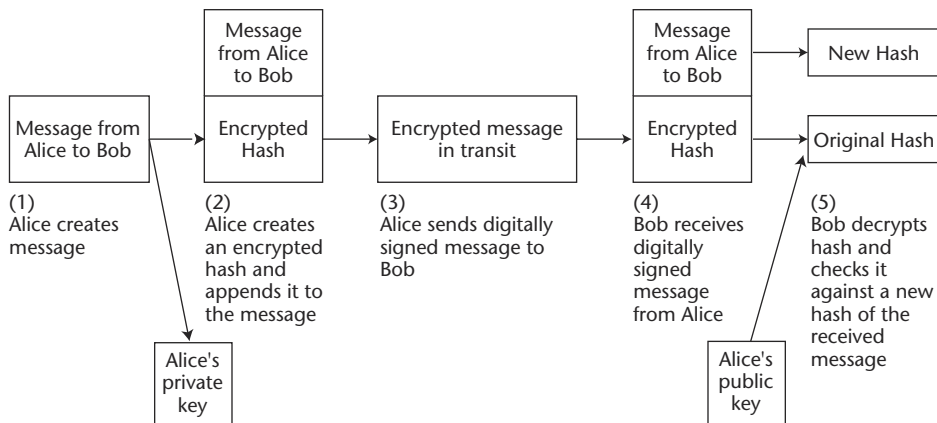 Message
from Alice
to Bob
Message
from Alice
to Bob
New Hash
Message from
Alice to Bob
Encrypted
Hash
Encrypted message
in transit
Encrypted
Hash
Original Hash
(1)
Alice creates
message
(2)
Alice creates
an encrypted
hash and
appends it to
the message
(3)
Alice sends digitally
signed message to
Bob
(4)
Bob receives
digitally
signed
message
from Alice
(5)
Bob decrypts
hash and
checks it
against a new
hash of the
received
message
Alice's
private
key
Alice's
public
key